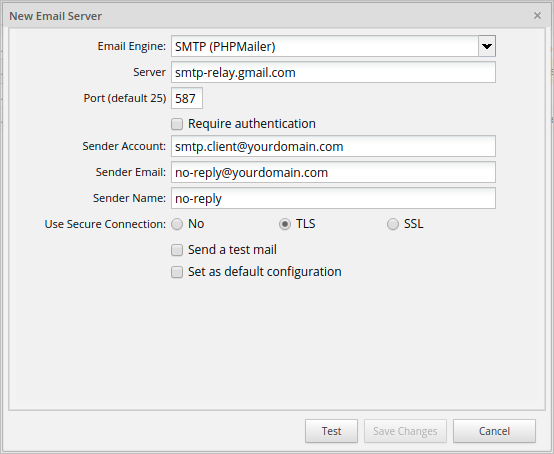 New Email Server
Email Engine: SMTP (PHPMailer)
Server smtp-relay.gmail.com
Port (default 25) 587
Require authentication
Sender Account: smtp.client@yourdomain.com
Sender Email: no-reply@yourdomain.com
Sender Name: no-reply
Use Secure Connection: No TLS SSL
Send a test mail
Set as default configuration
Test Save Changes Cancel